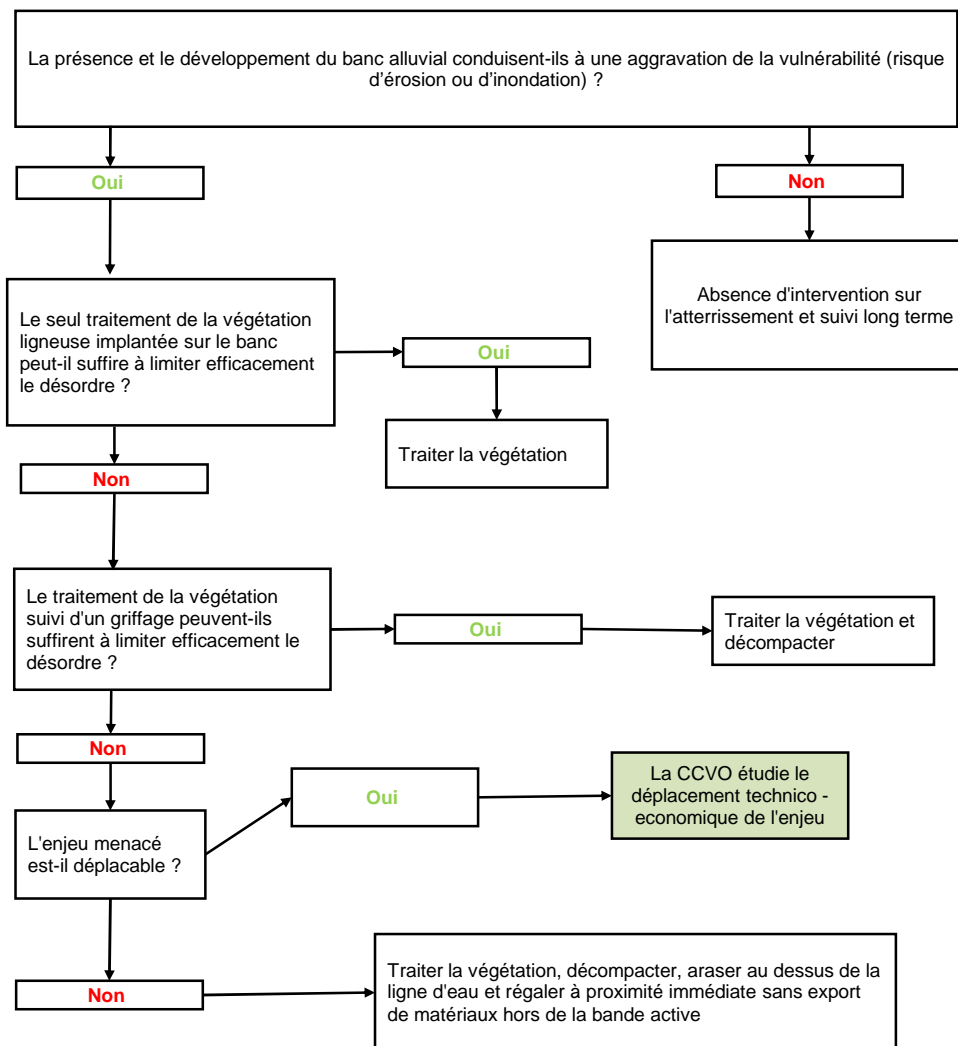 La présence et le développement du banc alluvial conduisent-ils à une aggravation de la vulnérabilité (risque
d'érosion ou d'inondation) ?
Oui
Non
Absence d'intervention sur
l'atterrissement et suivi long terme
Le seul traitement de la végétation
ligneuse implantée sur le banc
peut-il suffire à limiter efficacement
le désordre ?
Oui
Traiter la végétation
Non
Le traitement de la végétation
suivi d'un griffage peuvent-ils
suffirent à limiter efficacement le
désordre ?
Oui
Traiter la végétation et
décompacter
Non
Oui
La CCVO étudie le
déplacement technico -
economique de l'enjeu
L'enjeu menacé
est-il déplacable ?
Non
Traiter la végétation, décompacter, araser au dessus de la
ligne d'eau et régaler à proximité immédiate sans export
de matériaux hors de la bande active